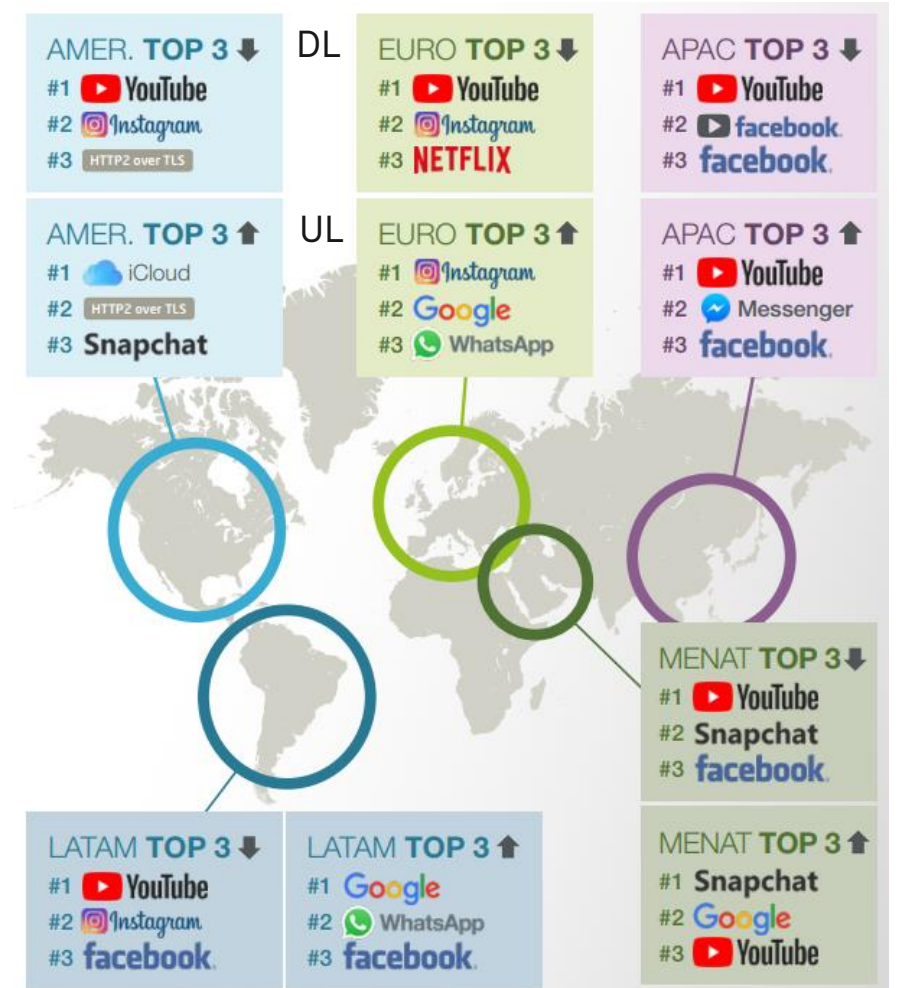 AMER. TOP 3
#1 YouTube
#2 Instagram
#3 HTTP2 over TLS
DL
EURO TOP 3
#1 YouTube
#2 Instagram
#3 NETFLIX
APAC TOP 3
#1 YouTube
#2 facebook.
#3 facebook.
AMER. TOP 3
#1 iCloud
#2 HTTP2 over TLS
#3 Snapchat
UL
EURO TOP 3
#1 Instagram
#2 Google
#3 WhatsApp
APAC TOP 3
#1 YouTube
#2 Messenger
#3 facebook.
MENAT TOP 3
#1 YouTube
#2 Snapchat
#3 facebook.
LATAM TOP 3
#1 YouTube
#2 Instagram
#3 facebook.
LATAM TOP 3
#1 Google
#2 WhatsApp
#3 facebook.
MENAT TOP 3
#1 Snapchat
#2 Google
#3 YouTube